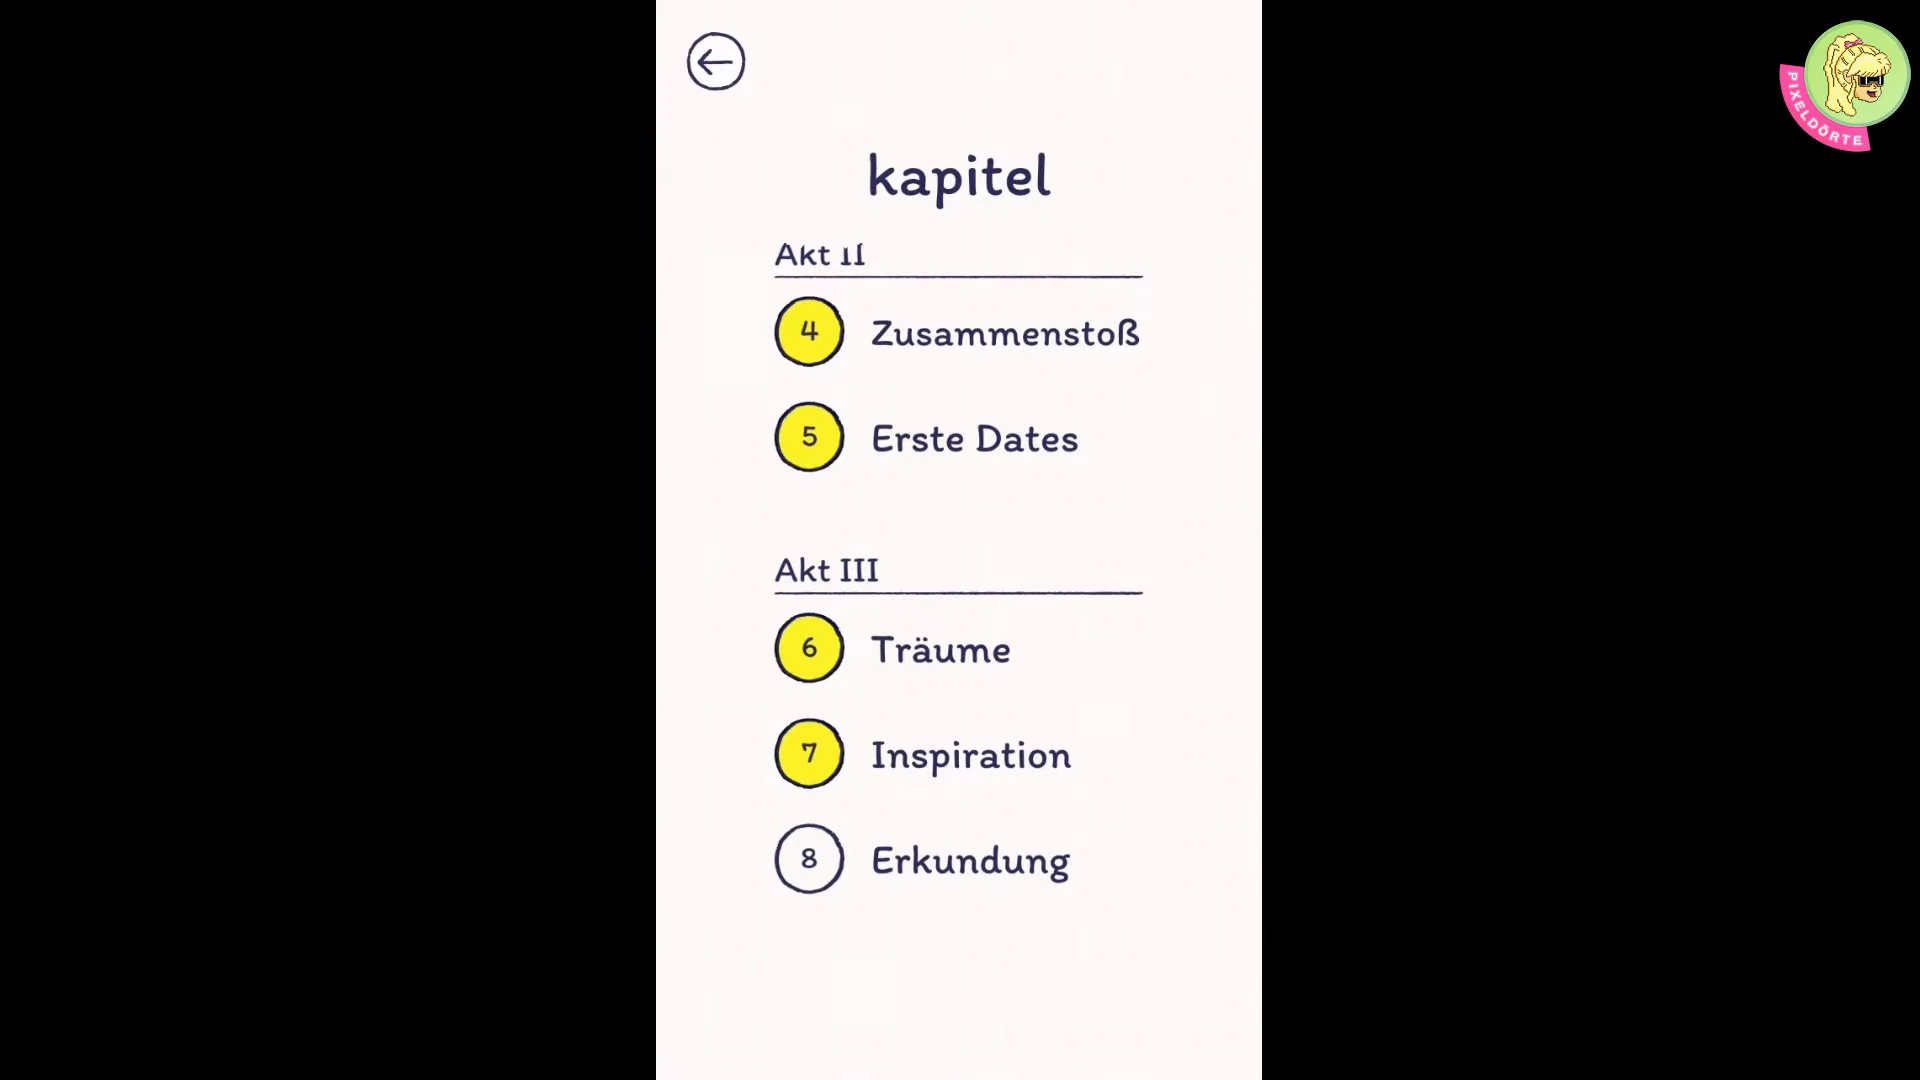 kapitel
Akt II
4 Zusammenstoß
5 Erste Dates
Akt III
6 Träume
7 Inspiration
8 Erkundung
PIXELDÖRTE